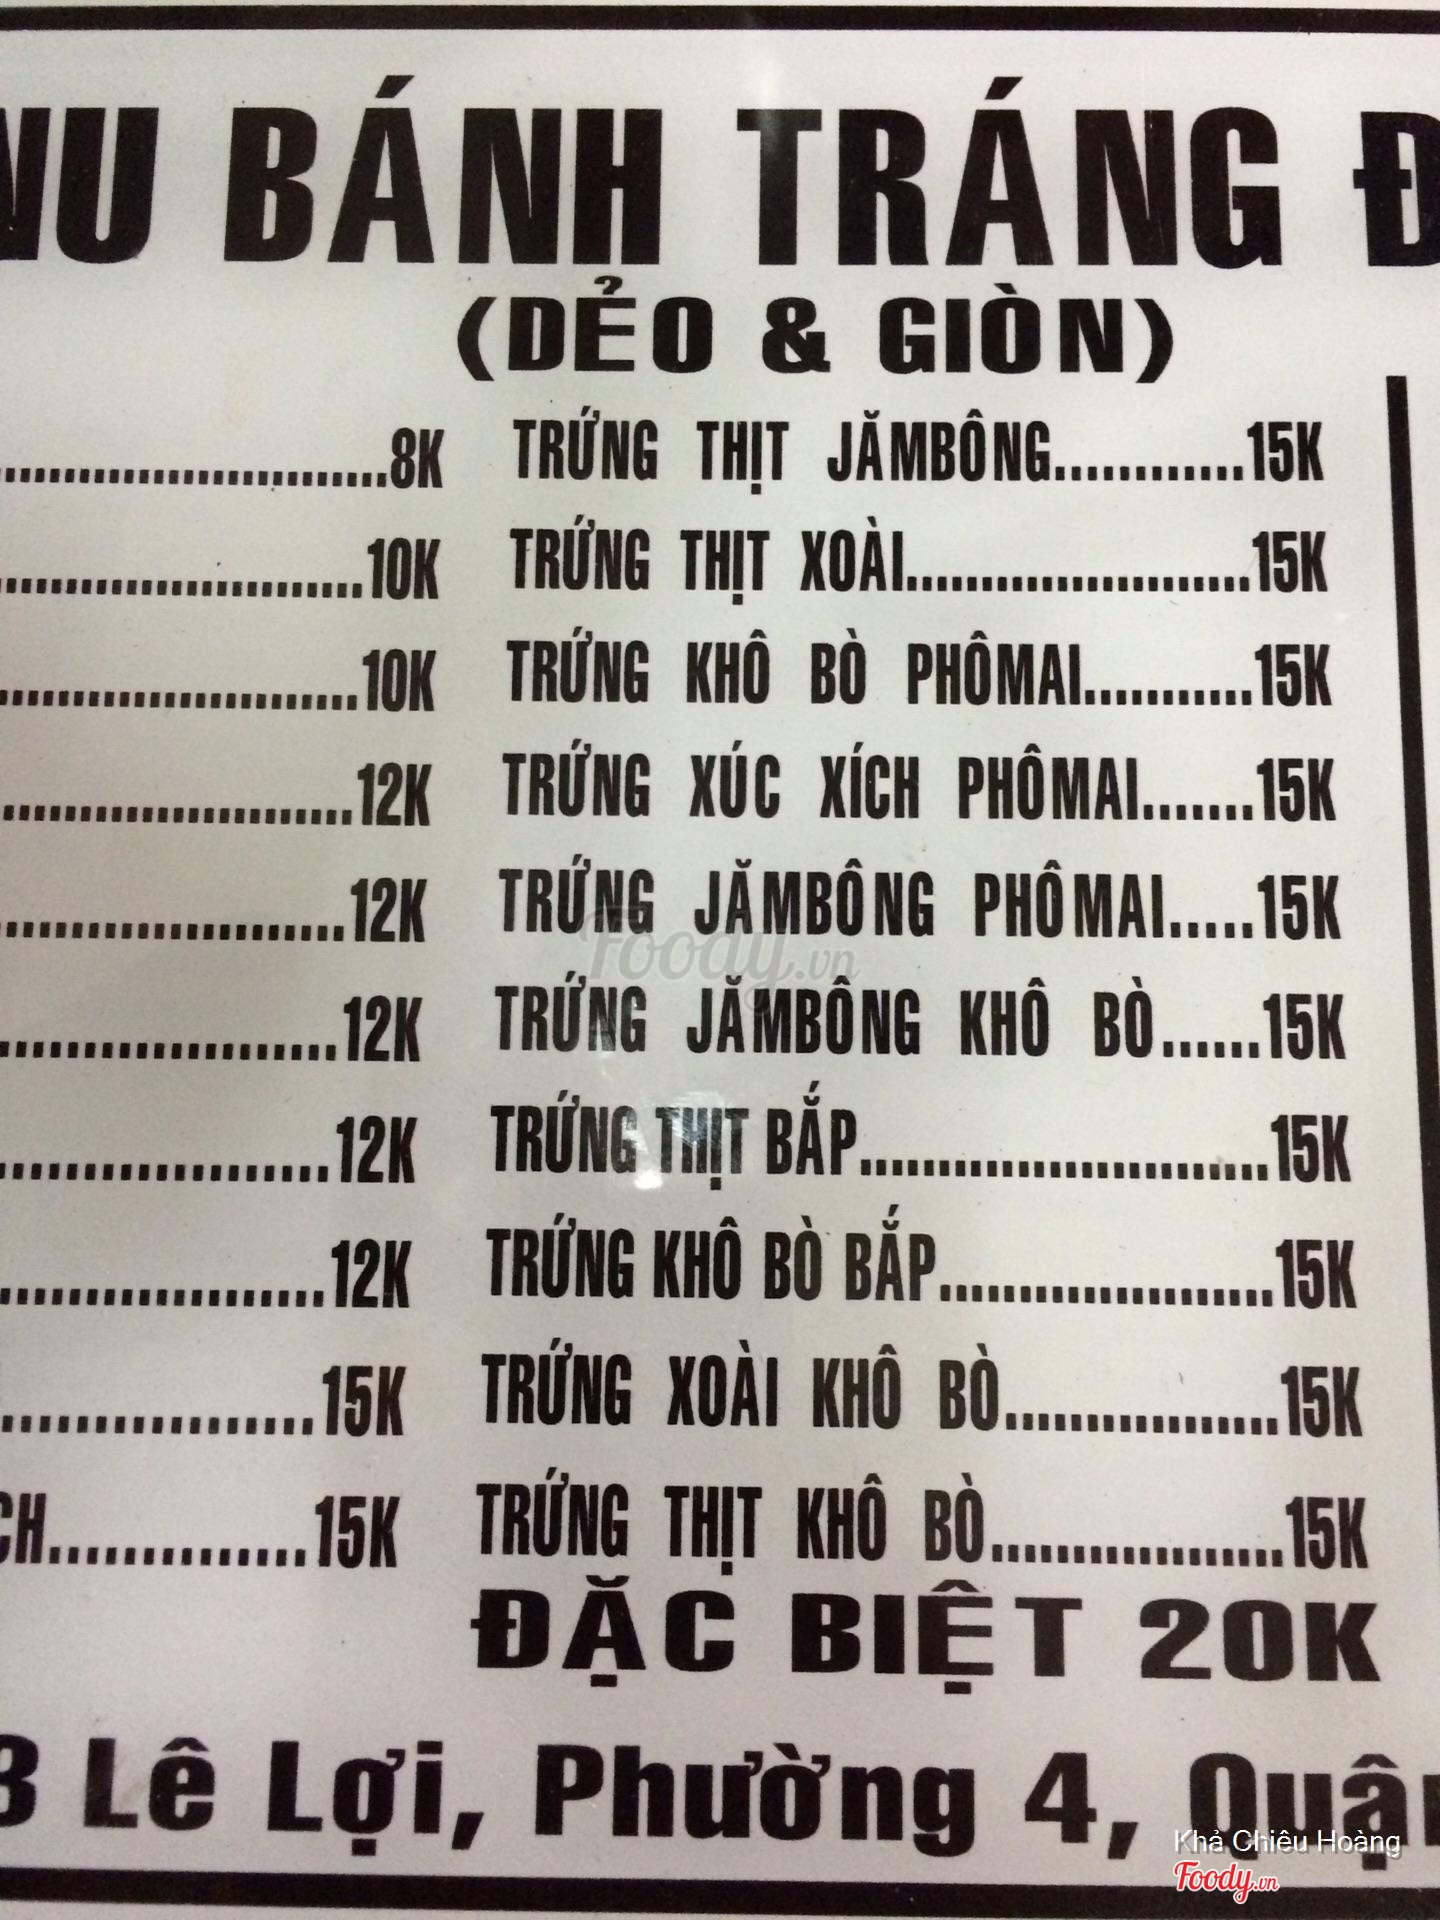 NU BÁNH TRÁNG Đ
(DẺO & GIÒN)
........................8K TRỨNG THỊT JĂMBÔNG............15K
........................10K TRỨNG THỊT XOÀI.......................15K
........................10K TRỨNG KHÔ BÒ PHÔMAI...........15K
........................12K TRỨNG XÚC XÍCH PHÔMAI.......15K
......................12K TRỨNG JĂMBÔNG PHÔMAI.....15K
......................12K TRỨNG JĂMBÔNG KHÔ BÒ......15K
.....................12K TRỨNG THỊT BẮP..........................15K
....................12K TRỨNG KHÔ BÒ BẮP.....................15K
...................15K TRỨNG XOÀI KHÔ BÒ.................15K
CH...............15K TRỨNG THỊT KHÔ BÒ..................15K
ĐẶC BIỆT 20K
3 Lê Lợi, Phường 4, Quận
Foody.vn
Khả Chiêu Hoàng
Foody.vn